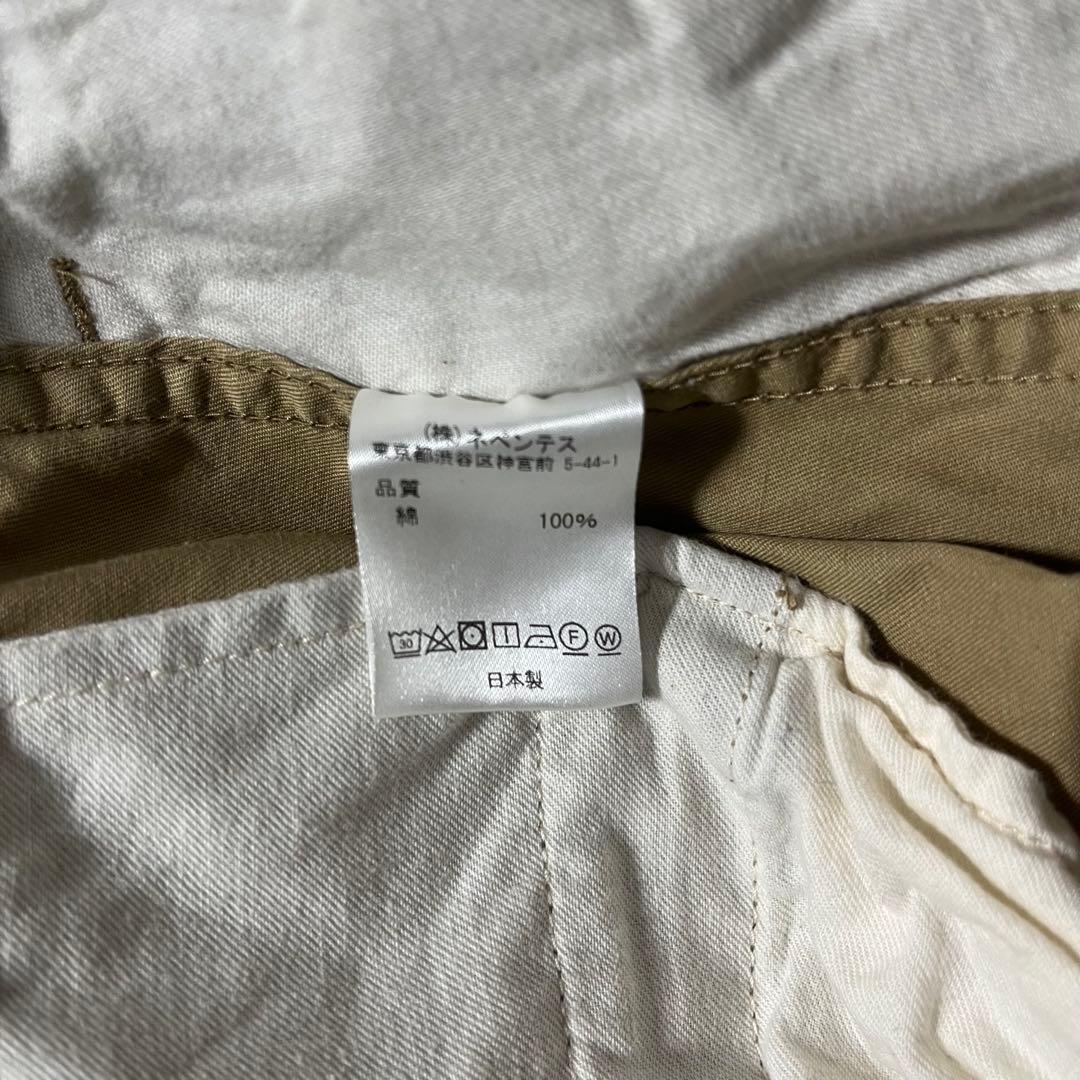 (株)ネペンテス
東京都渋谷区神宮前 5-44-1
品質
綿 100%
30 F W
日本製